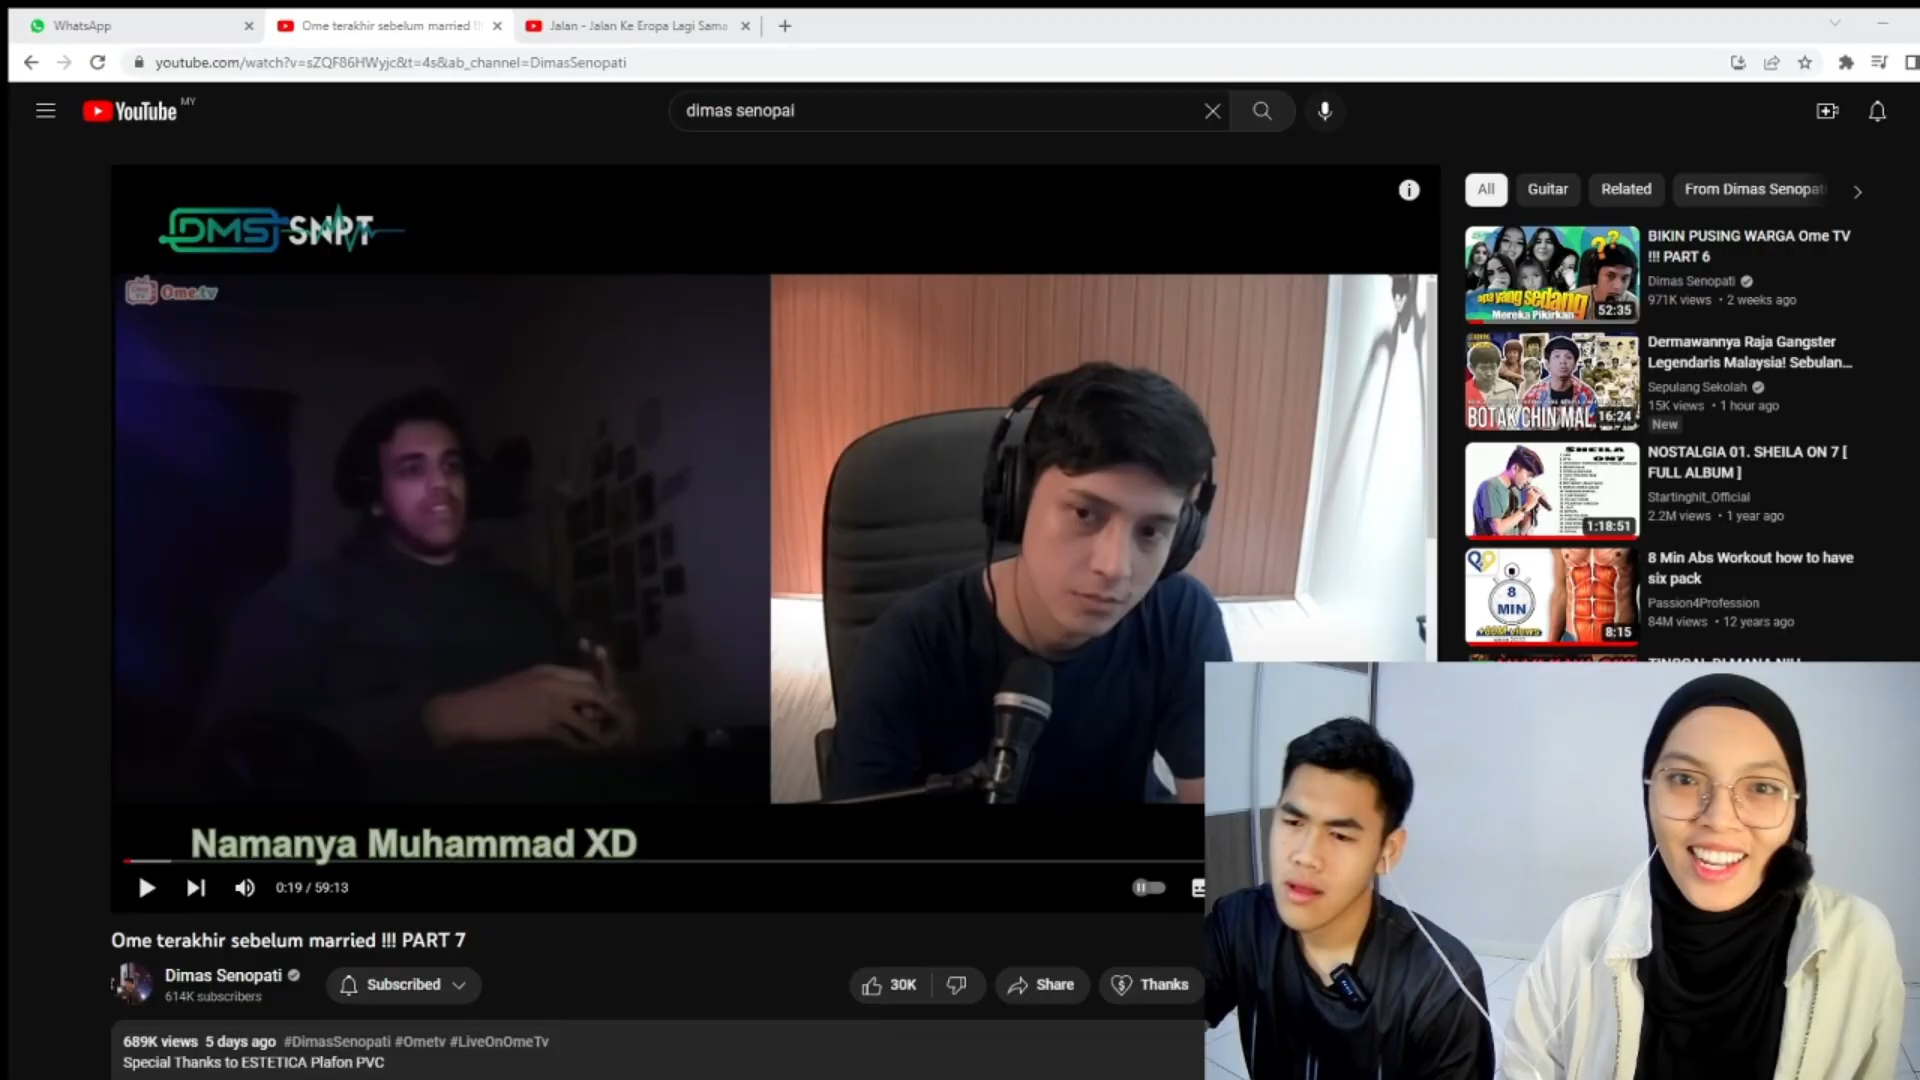 WhatsApp
Ome terakhir sebelum married !!
Jalan - Jalan Ke Eropa Lagi Sama
youtube.com/watch?v=sZQF86HWyjc&t=4s&ab_channel=DimasSenopati
YouTube MY
dimas senopai
DMS SNPT
Ome.tv
Namanya Muhammad XD
0:19 / 59:13
Ome terakhir sebelum married !!! PART 7
Dimas Senopati
614K subscribers
Subscribed
30K
Share
Thanks
689K views 5 days ago #DimasSenopati #Ometv #LiveOnOmeTv
Special Thanks to ESTETICA Plafon PVC
All
Guitar
Related
From Dimas Senopati
??
apa yang sedang
Mereka Pikirkan
52:35
BIKIN PUSING WARGA Ome TV
!!! PART 6
Dimas Senopati
971K views • 2 weeks ago
BOTAK CHIN MAL
16:24
Dermawannya Raja Gangster
Legendaris Malaysia! Sebulan...
Sepulang Sekolah
15K views • 1 hour ago
New
SHEILA
ON7
1:18:51
NOSTALGIA 01. SHEILA ON 7 [
FULL ALBUM ]
Startinghit_Official
2.2M views • 1 year ago
8
MIN
8:15
8 Min Abs Workout how to have
six pack
Passion4Profession
84M views • 12 years ago